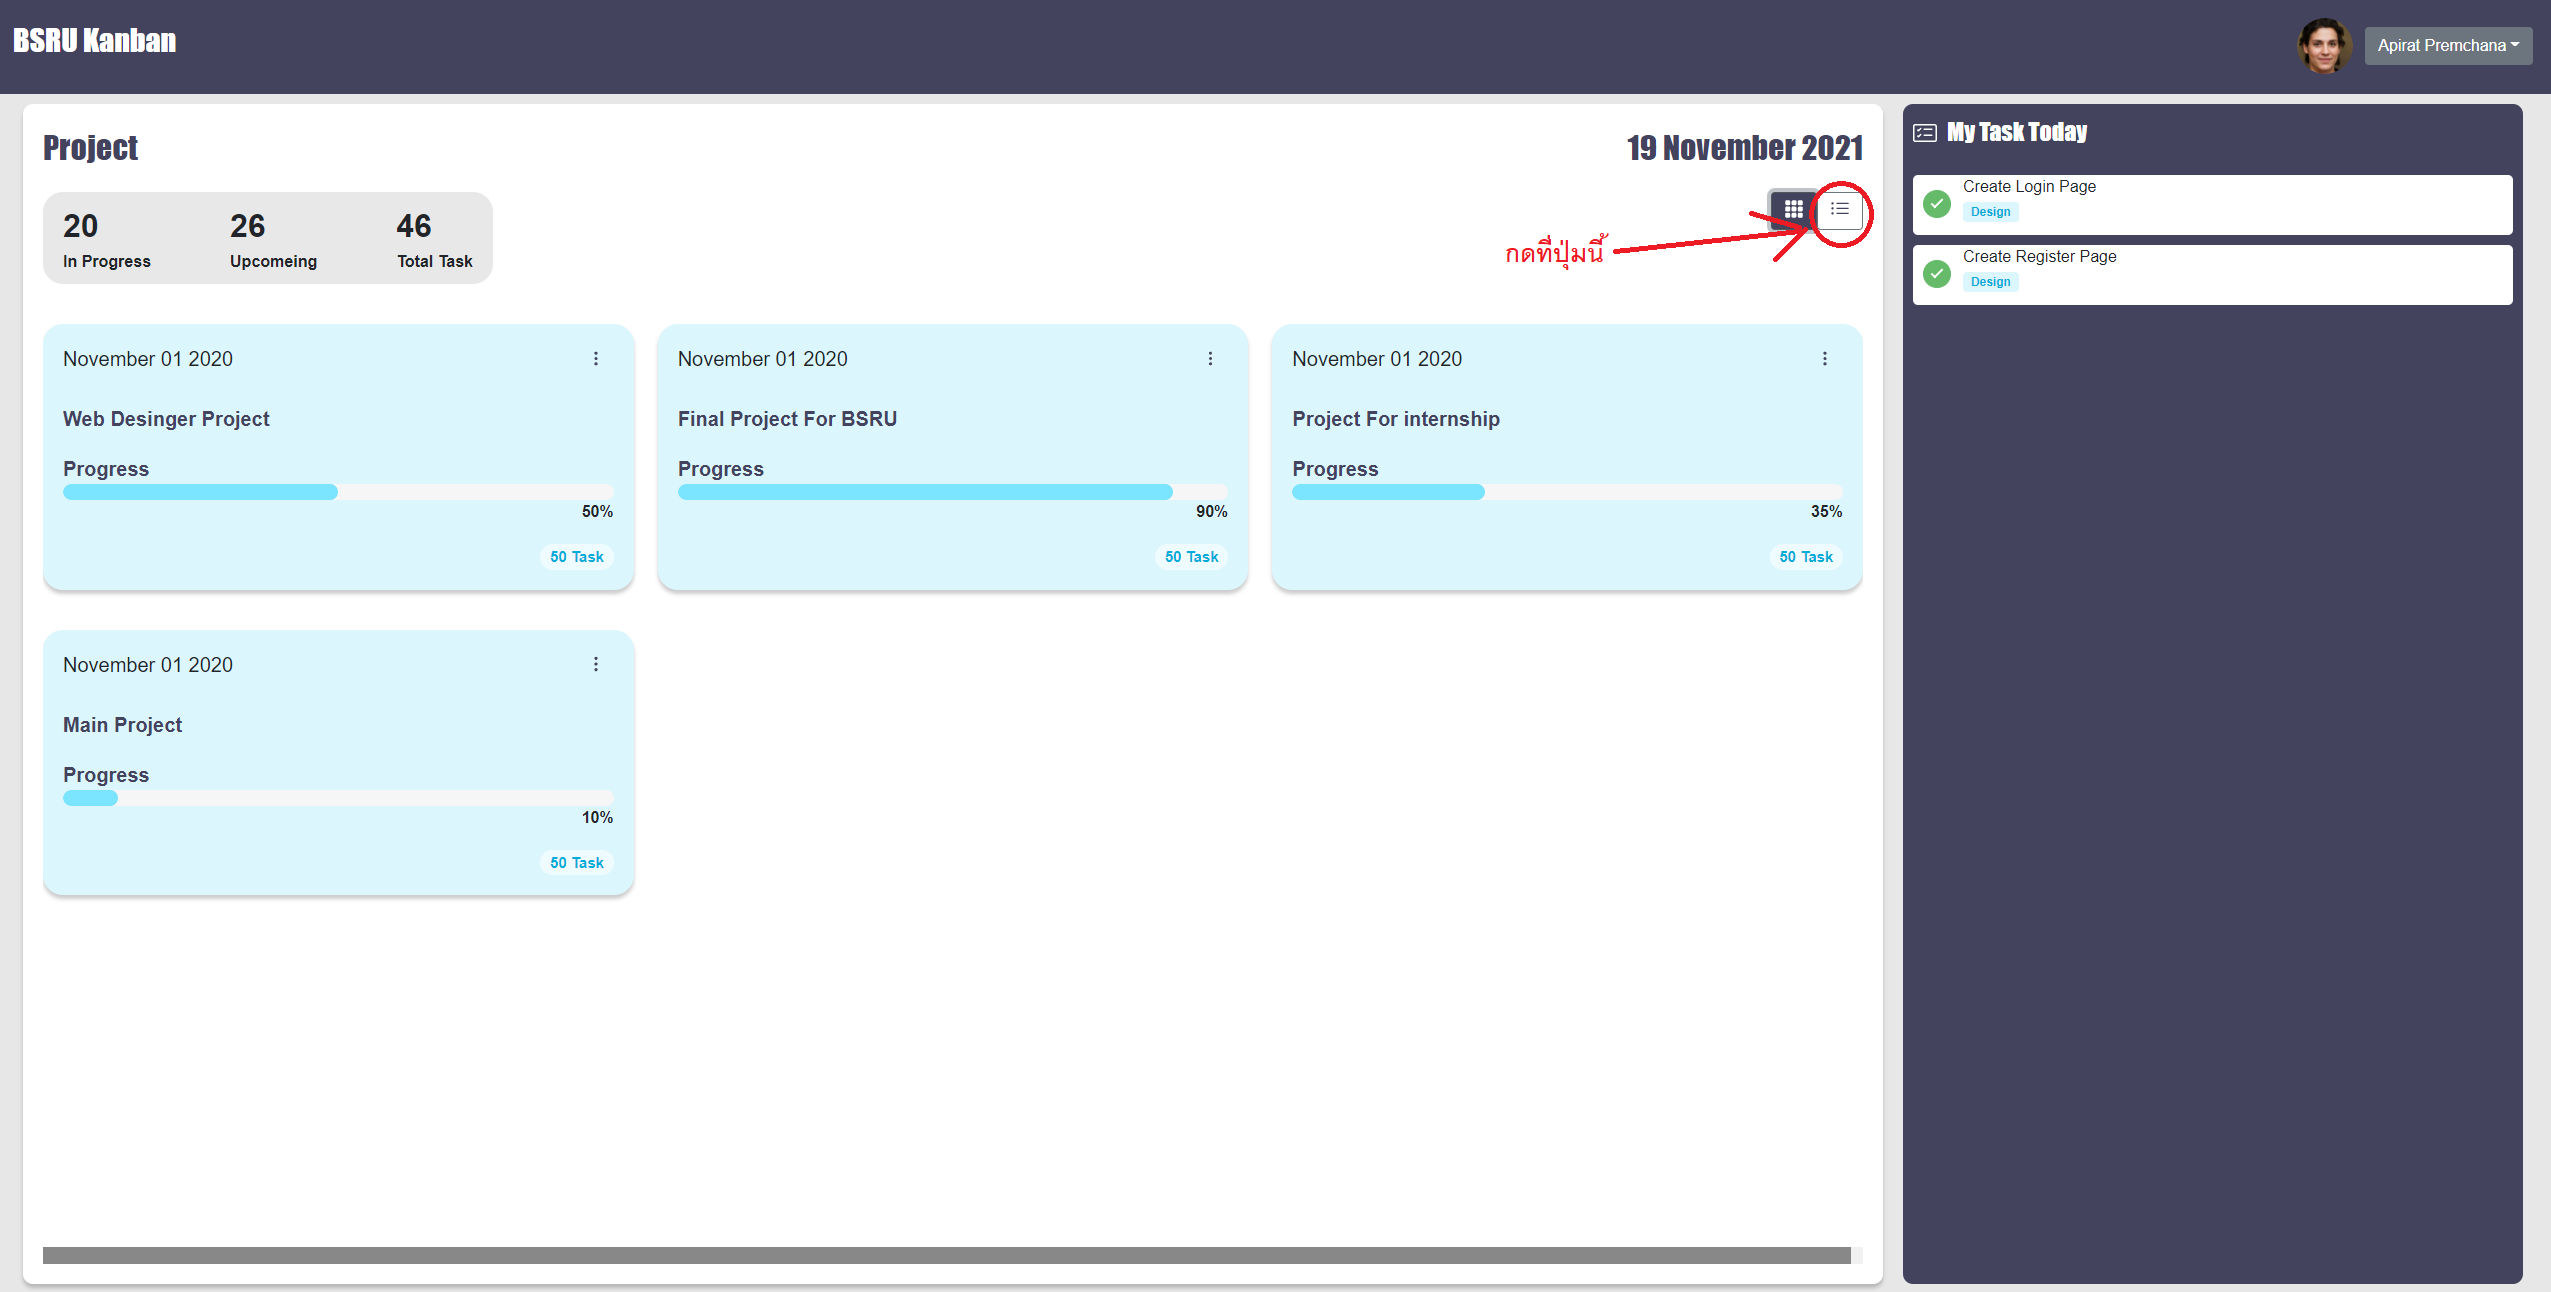 BSRU Kanban
Apirat Premchana
Project
19 November 2021
20
26
46
In Progress
Upcomeing
Total Task
กดที่ปุ่มนี้
November 01 2020
Web Desinger Project
Progress
50%
50 Task
November 01 2020
Final Project For BSRU
Progress
90%
50 Task
November 01 2020
Project For internship
Progress
35%
50 Task
November 01 2020
Main Project
Progress
10%
50 Task
My Task Today
Create Login Page
Design
Create Register Page
Design